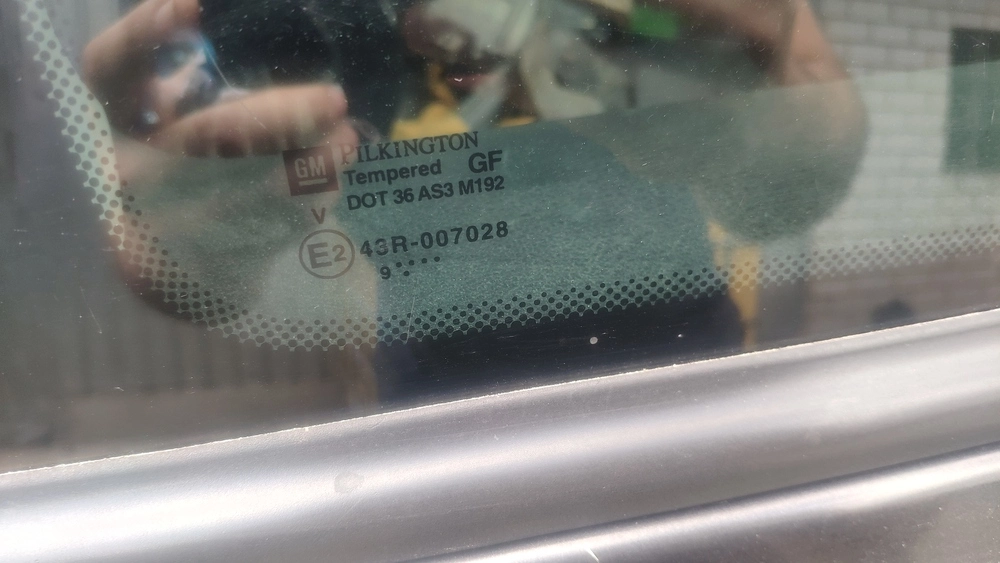 GM PILKINGTON
Tempered GF
DOT 36 AS3 M192
V
E2 43R-007028
9••••••